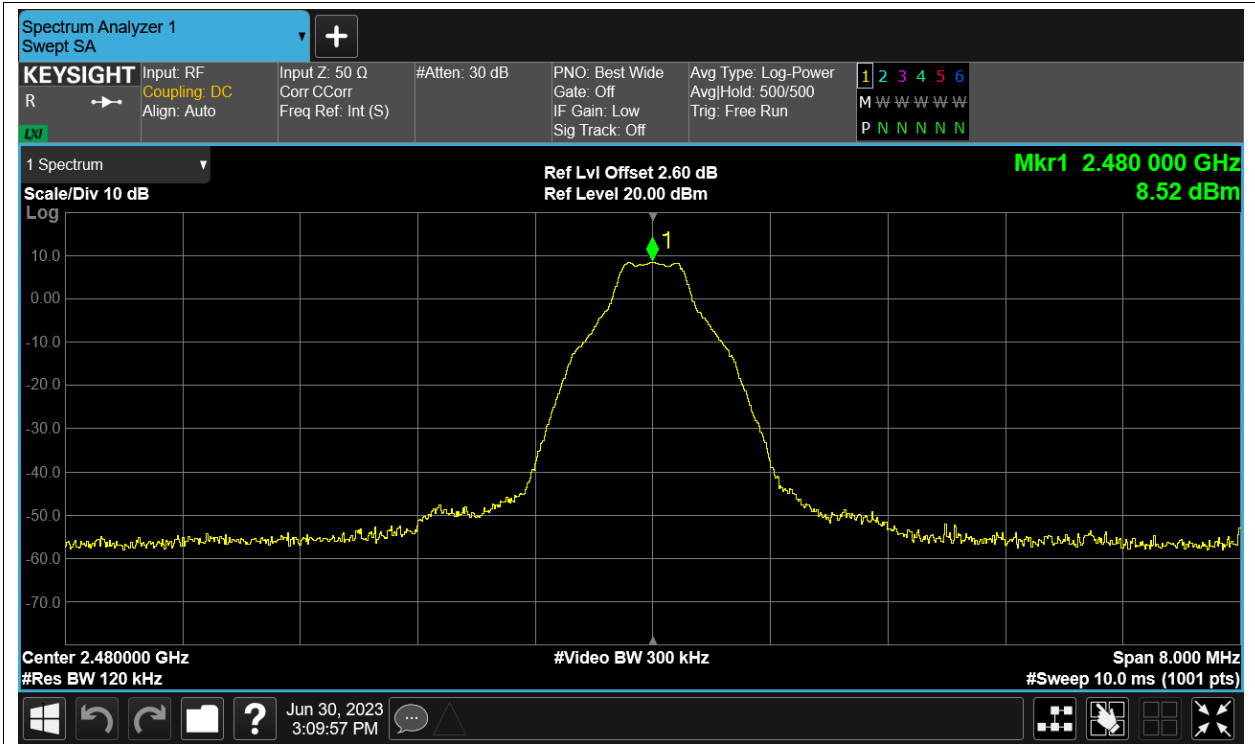 Spectrum Analyzer 1
Swept SA
+
KEYSIGHT
R
LXI
Input: RF
Coupling: DC
Align: Auto
Input Z: 50 Ω
Corr CCorr
Freq Ref: Int (S)
#Atten: 30 dB
PNO: Best Wide
Gate: Off
IF Gain: Low
Sig Track: Off
Avg Type: Log-Power
Avg|Hold: 500/500
Trig: Free Run
1 2 3 4 5 6
M W W W W W
P N N N N N
1 Spectrum
Scale/Div 10 dB
Log
Ref Lvl Offset 2.60 dB
Ref Level 20.00 dBm
Mkr1 2.480 000 GHz
8.52 dBm
1
10.0
0.00
-10.0
-20.0
-30.0
-40.0
-50.0
-60.0
-70.0
Center 2.480000 GHz
#Video BW 300 kHz
Span 8.000 MHz
#Res BW 120 kHz
#Sweep 10.0 ms (1001 pts)
?
Jun 30, 2023
3:09:57 PM